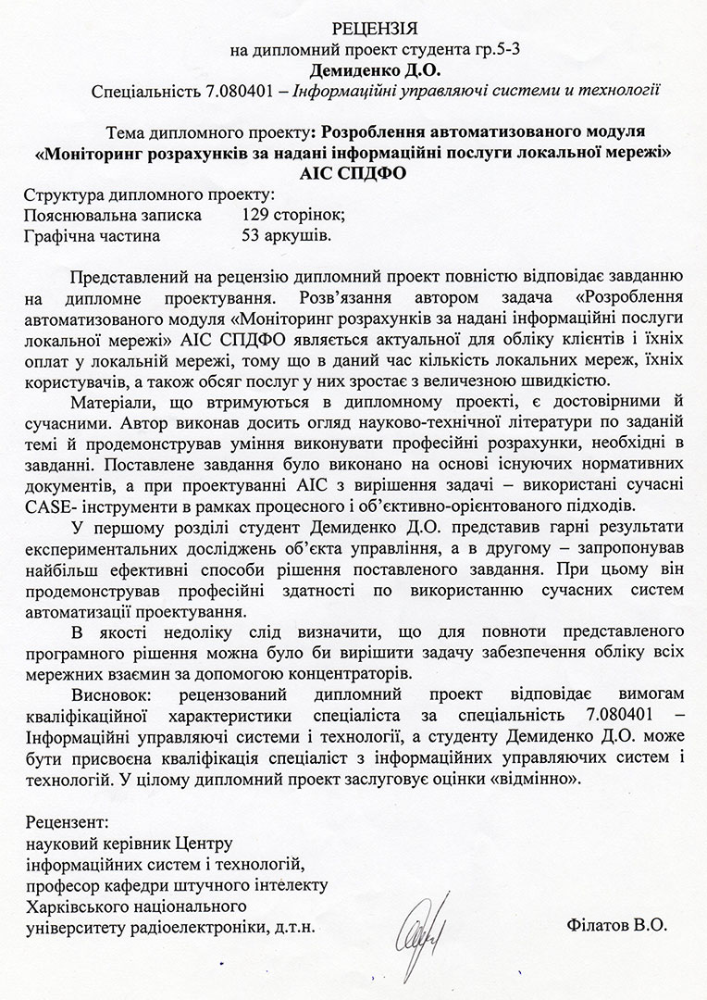 РЕЦЕНЗІЯ
на дипломний проект студента гр.5-3
Демиденко Д.О.
Спеціальність 7.080401 – Інформаційні управляючі системи и технології
Тема дипломного проекту: Розроблення автоматизованого модуля
«Моніторинг розрахунків за надані інформаційні послуги локальної мережі»
АІС СПДФО
Структура дипломного проекту:
Пояснювальна записка 129 сторінок;
Графічна частина 53 аркушів.
Представлений на рецензію дипломний проект повністю відповідає завданню
на дипломне проектування. Розв’язання автором задача «Розроблення
автоматизованого модуля «Моніторинг розрахунків за надані інформаційні послуги
локальної мережі» АІС СПДФО являється актуальної для обліку клієнтів і їхніх
оплат у локальній мережі, тому що в даний час кількість локальних мереж, їхніх
користувачів, а також обсяг послуг у них зростає з величезною швидкістю.
Матеріали, що втримуються в дипломному проекті, є достовірними й
сучасними. Автор виконав досить огляд науково-технічної літератури по заданій
темі й продемонстрував уміння виконувати професійні розрахунки, необхідні в
завданні. Поставлене завдання було виконано на основі існуючих нормативних
документів, а при проектуванні АІС з вирішення задачі – використані сучасні
CASE- інструменти в рамках процесного і об’єктивно-орієнтованого підходів.
У першому розділі студент Демиденко Д.О. представив гарні результати
експериментальних досліджень об’єкта управління, а в другому – запропонував
найбільш ефективні способи рішення поставленого завдання. При цьому він
продемонстрував професійні здатності по використанню сучасних систем
автоматизації проектування.
В якості недоліку слід визначити, що для повноти представленого
програмного рішення можна було би вирішити задачу забезпечення обліку всіх
мережних взаємин за допомогою концентраторів.
Висновок: рецензований дипломний проект відповідає вимогам
кваліфікаційної характеристики спеціаліста за спеціальність 7.080401 –
Інформаційні управляючі системи і технології, а студенту Демиденко Д.О. може
бути присвоєна кваліфікація спеціаліст з інформаційних управляючих систем і
технологій. У цілому дипломний проект заслуговує оцінки «відмінно».
Рецензент:
науковий керівник Центру
інформаційних систем і технологій,
професор кафедри штучного інтелекту
Харківського національного
університету радіоелектроніки, д.т.н. Філатов В.О.